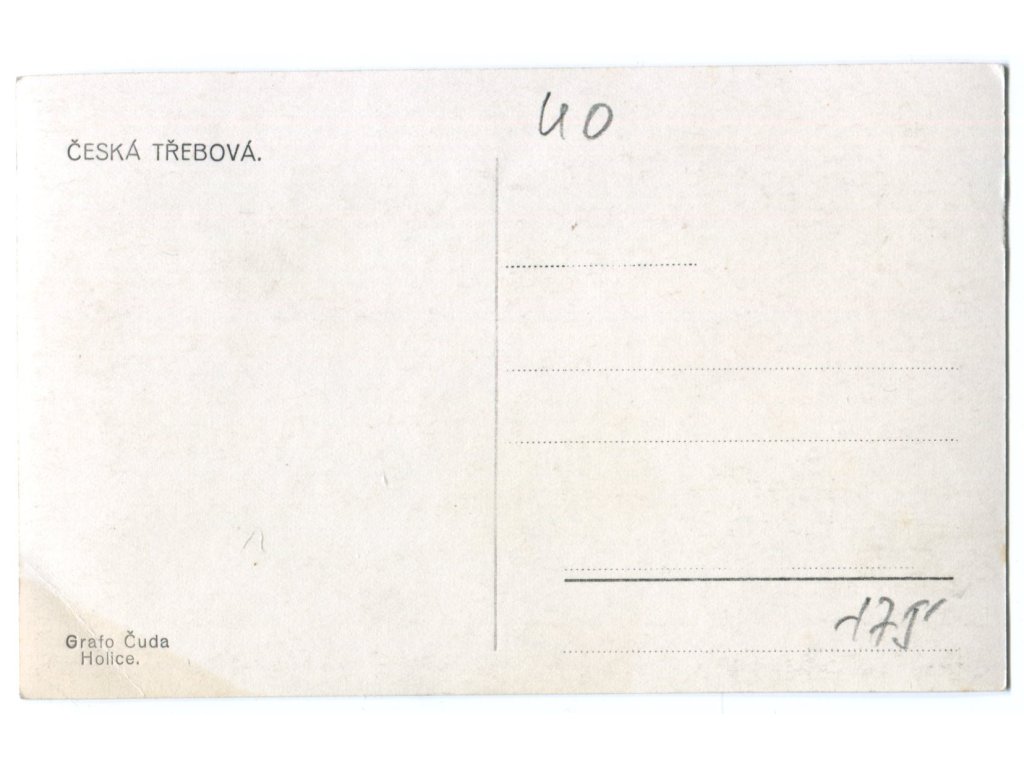 40
ČESKÁ TŘEBOVÁ.
Grafo Čuda
Holice.